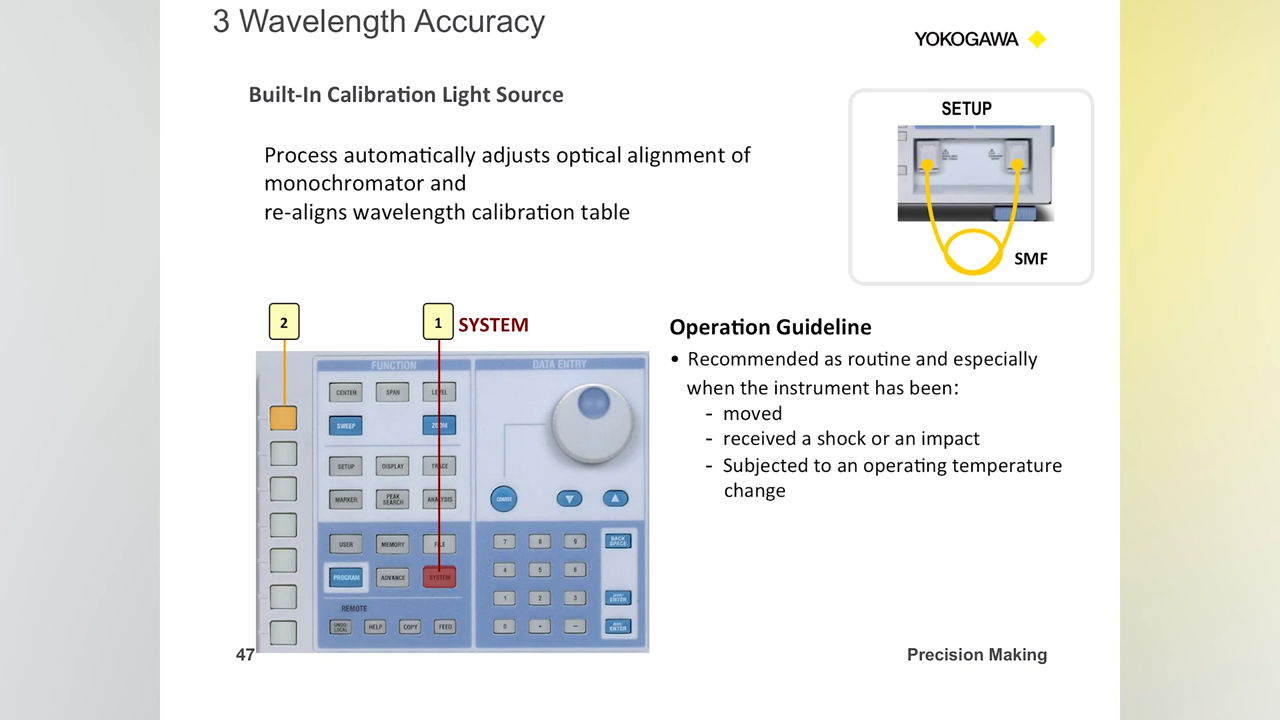 3 Wavelength Accuracy
YOKOGAWA
Built-In Calibration Light Source
SETUP
Process automatically adjusts optical alignment of
monochromator and
re-aligns wavelength calibration table
SMF
2
1
SYSTEM
Operation Guideline
• Recommended as routine and especially
when the instrument has been:
- moved
- received a shock or an impact
- Subjected to an operating temperature
change
FUNCTION
DATA ENTRY
CENTER
SPAN
LEVEL
SWEEP
ZOOM
SETUP
DISPLAY
TRACE
MARKER
PEAK
SEARCH
ANALYSIS
COARSE
USER
MEMORY
FILE
7
8
9
BACK
SPACE
PROGRAM
ADVANCE
SYSTEM
4
5
6
1
2
3
ENTER
REMOTE
UNDO/
LOCAL
HELP
COPY
FEED
0
.
-
ENTER
47
Precision Making